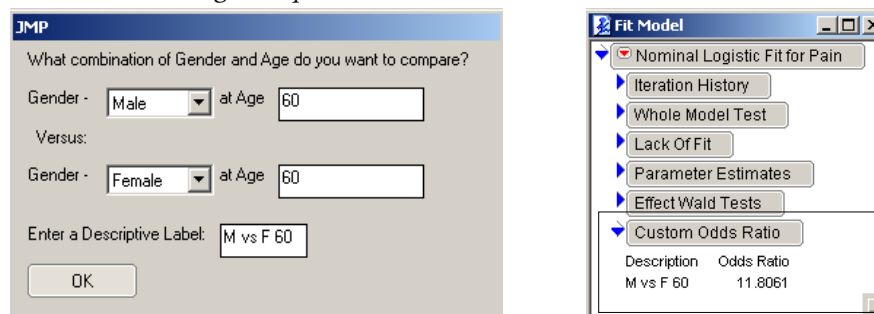 JMP
What combination of Gender and Age do you want to compare?
Gender - Male at Age 60
Versus:
Gender - Female at Age 60
Enter a Descriptive Label: M vs F 60
OK
Fit Model
Nominal Logistic Fit for Pain
Iteration History
Whole Model Test
Lack Of Fit
Parameter Estimates
Effect Wald Tests
Custom Odds Ratio
Description Odds Ratio
M vs F 60 11.8061